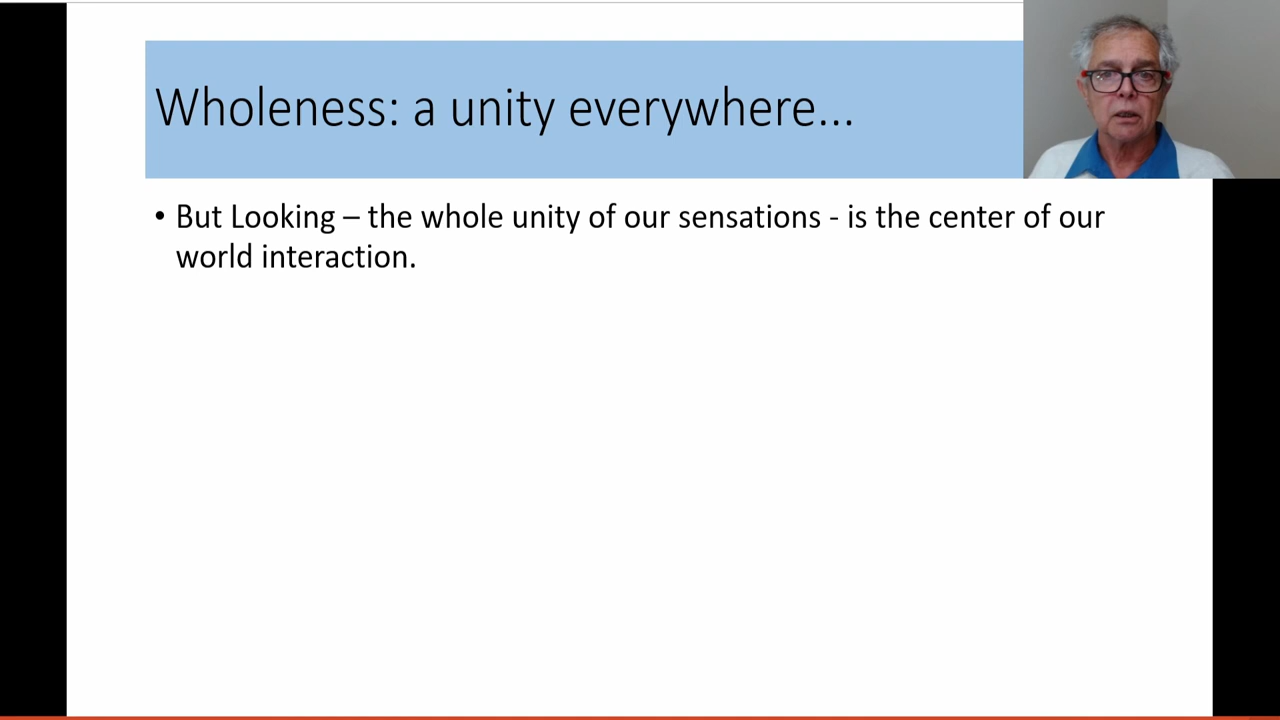 Wholeness: a unity everywhere...
• But Looking – the whole unity of our sensations - is the center of our
world interaction.